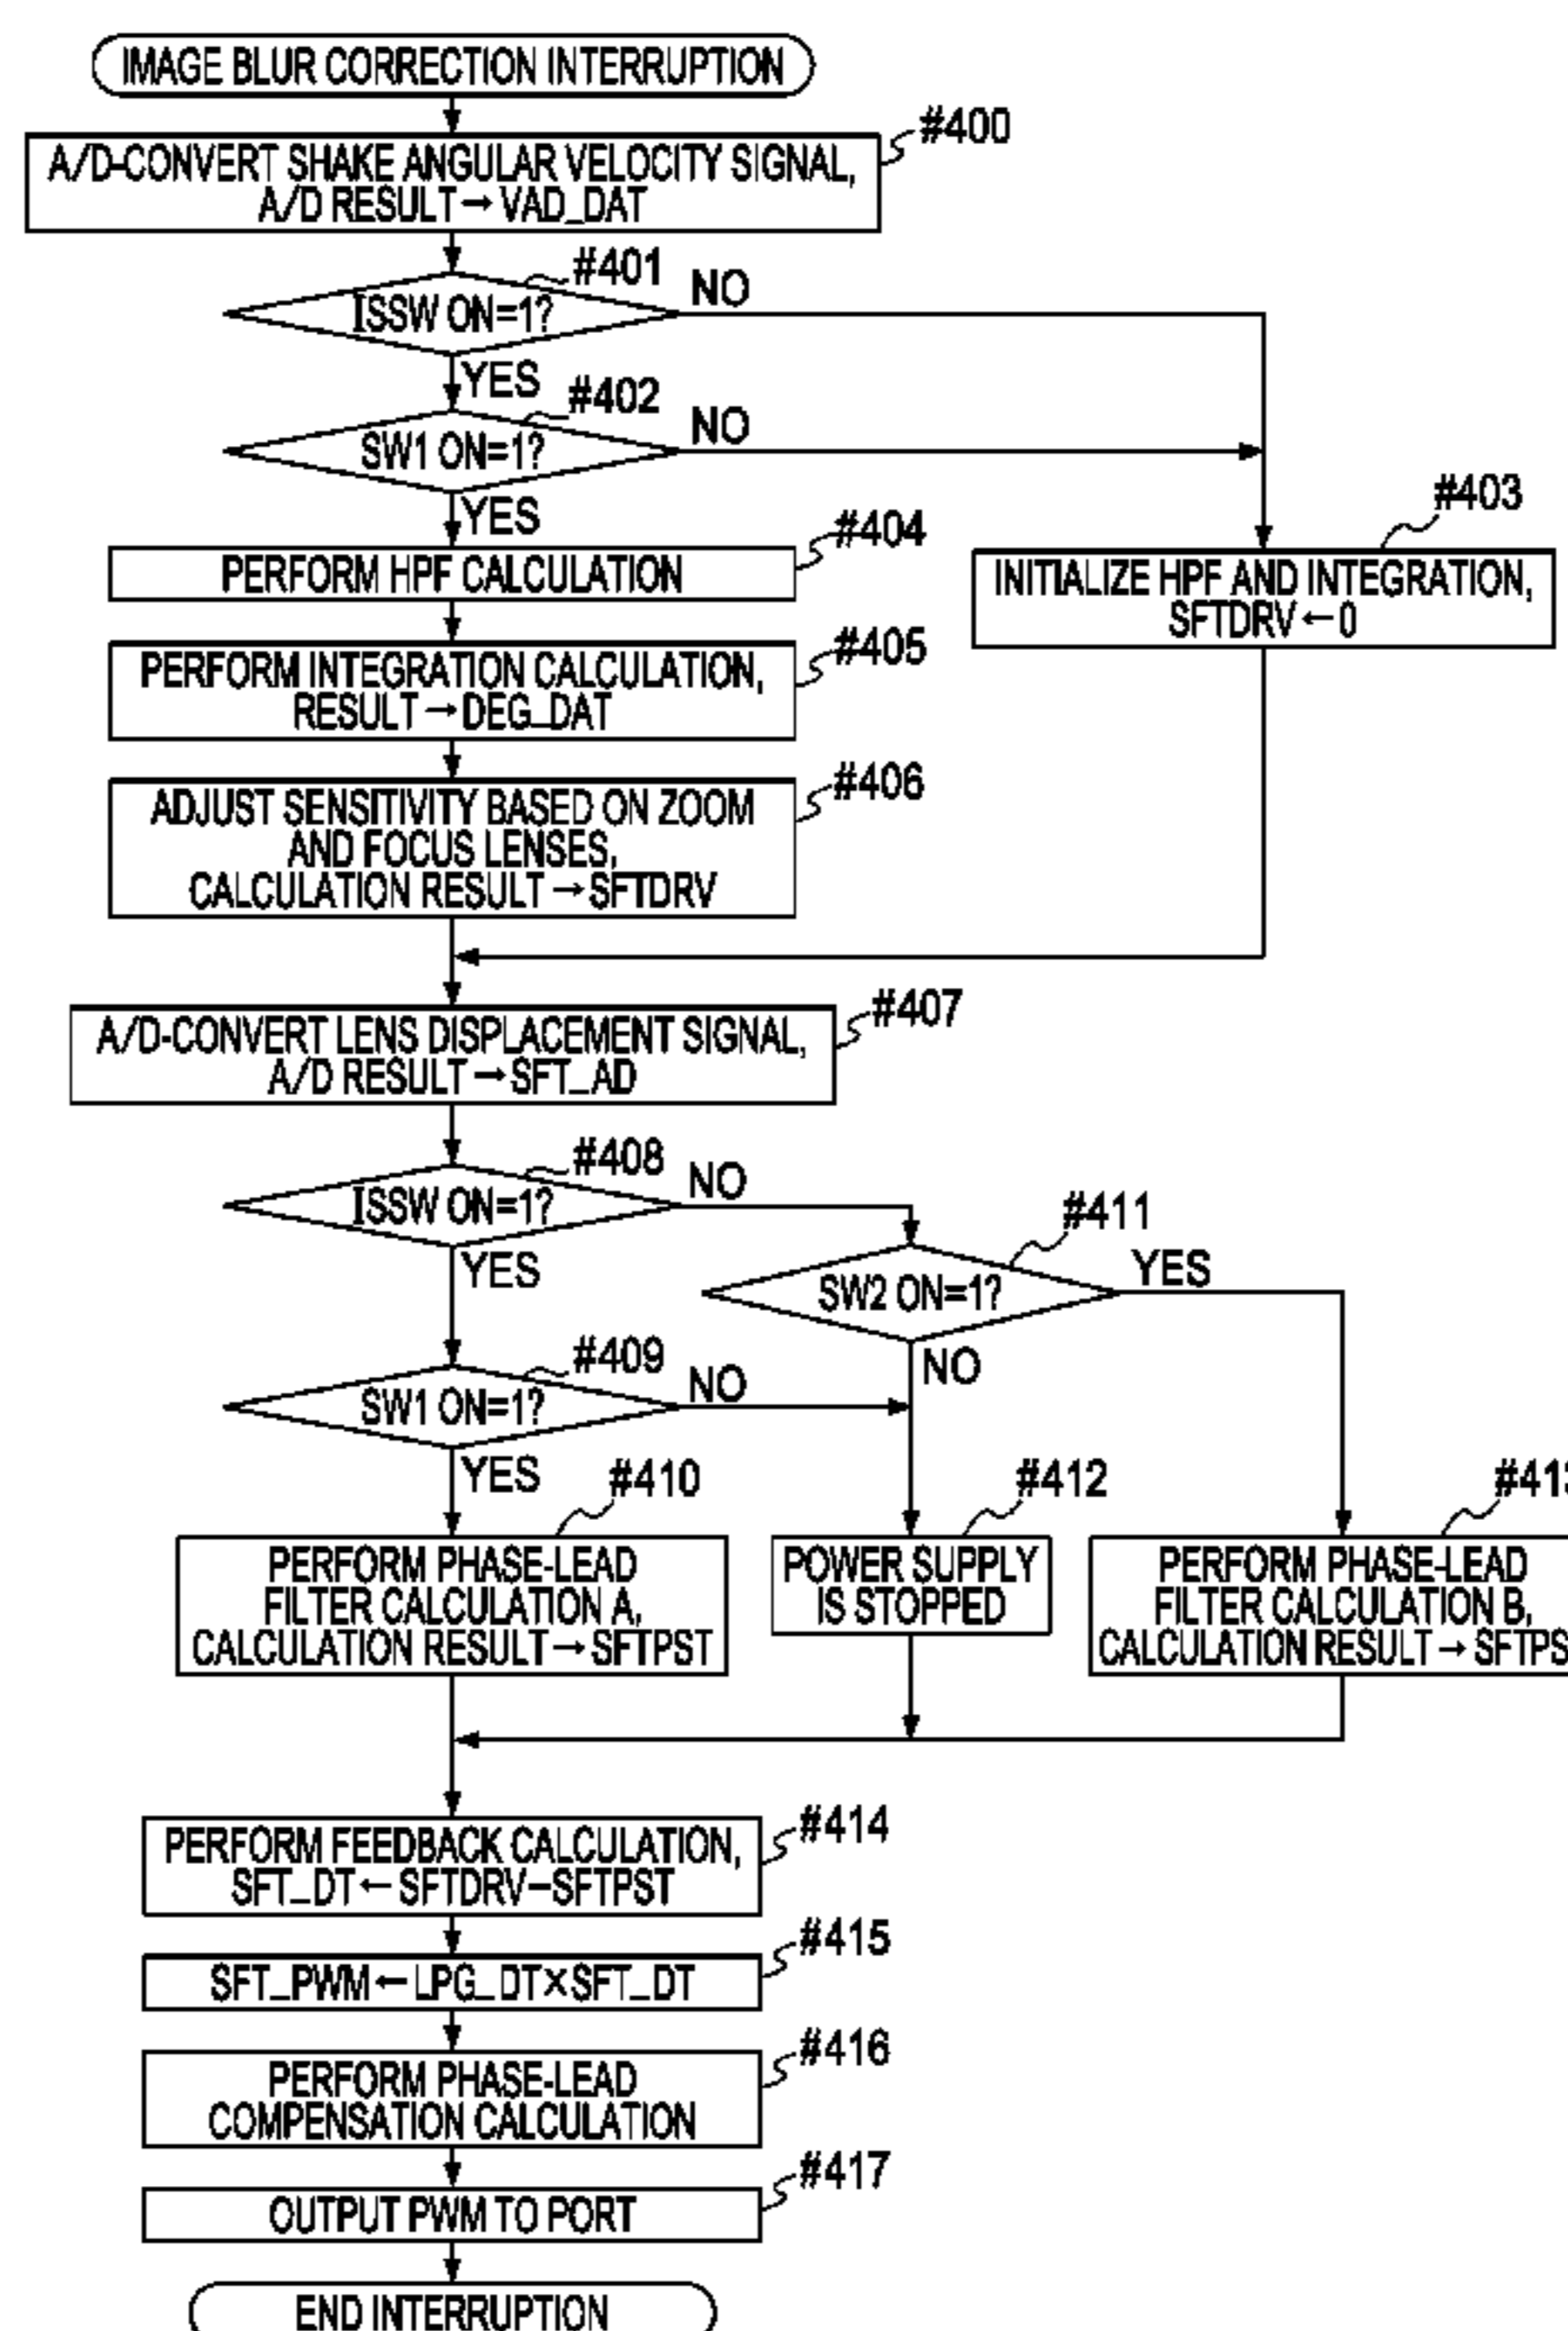 IMAGE BLUR CORRECTION INTERRUPTION
#400
A/D-CONVERT SHAKE ANGULAR VELOCITY SIGNAL,
A/D RESULT→VAD_DAT
#401
ISSW ON=1?
NO
YES
#402
SW1 ON=1?
NO
YES
#403
INITIALIZE HPF AND INTEGRATION,
SFTDRV←0
#404
PERFORM HPF CALCULATION
#405
PERFORM INTEGRATION CALCULATION,
RESULT→DEG_DAT
#406
ADJUST SENSITIVITY BASED ON ZOOM
AND FOCUS LENSES,
CALCULATION RESULT→SFTDRV
#407
A/D-CONVERT LENS DISPLACEMENT SIGNAL,
A/D RESULT→SFT_AD
#408
ISSW ON=1?
NO
YES
#411
SW2 ON=1?
YES
NO
#409
SW1 ON=1?
NO
YES
#410
PERFORM PHASE-LEAD
FILTER CALCULATION A,
CALCULATION RESULT→SFTPST
#412
POWER SUPPLY
IS STOPPED
PERFORM PHASE-LEAD
FILTER CALCULATION B,
CALCULATION RESULT→
#414
PERFORM FEEDBACK CALCULATION,
SFT_DT←SFTDRV−SFTPST
#415
SFT_PWM←LPG_DT×SFT_DT
#416
PERFORM PHASE-LEAD
COMPENSATION CALCULATION
#417
OUTPUT PWM TO PORT
END INTERRUPTION